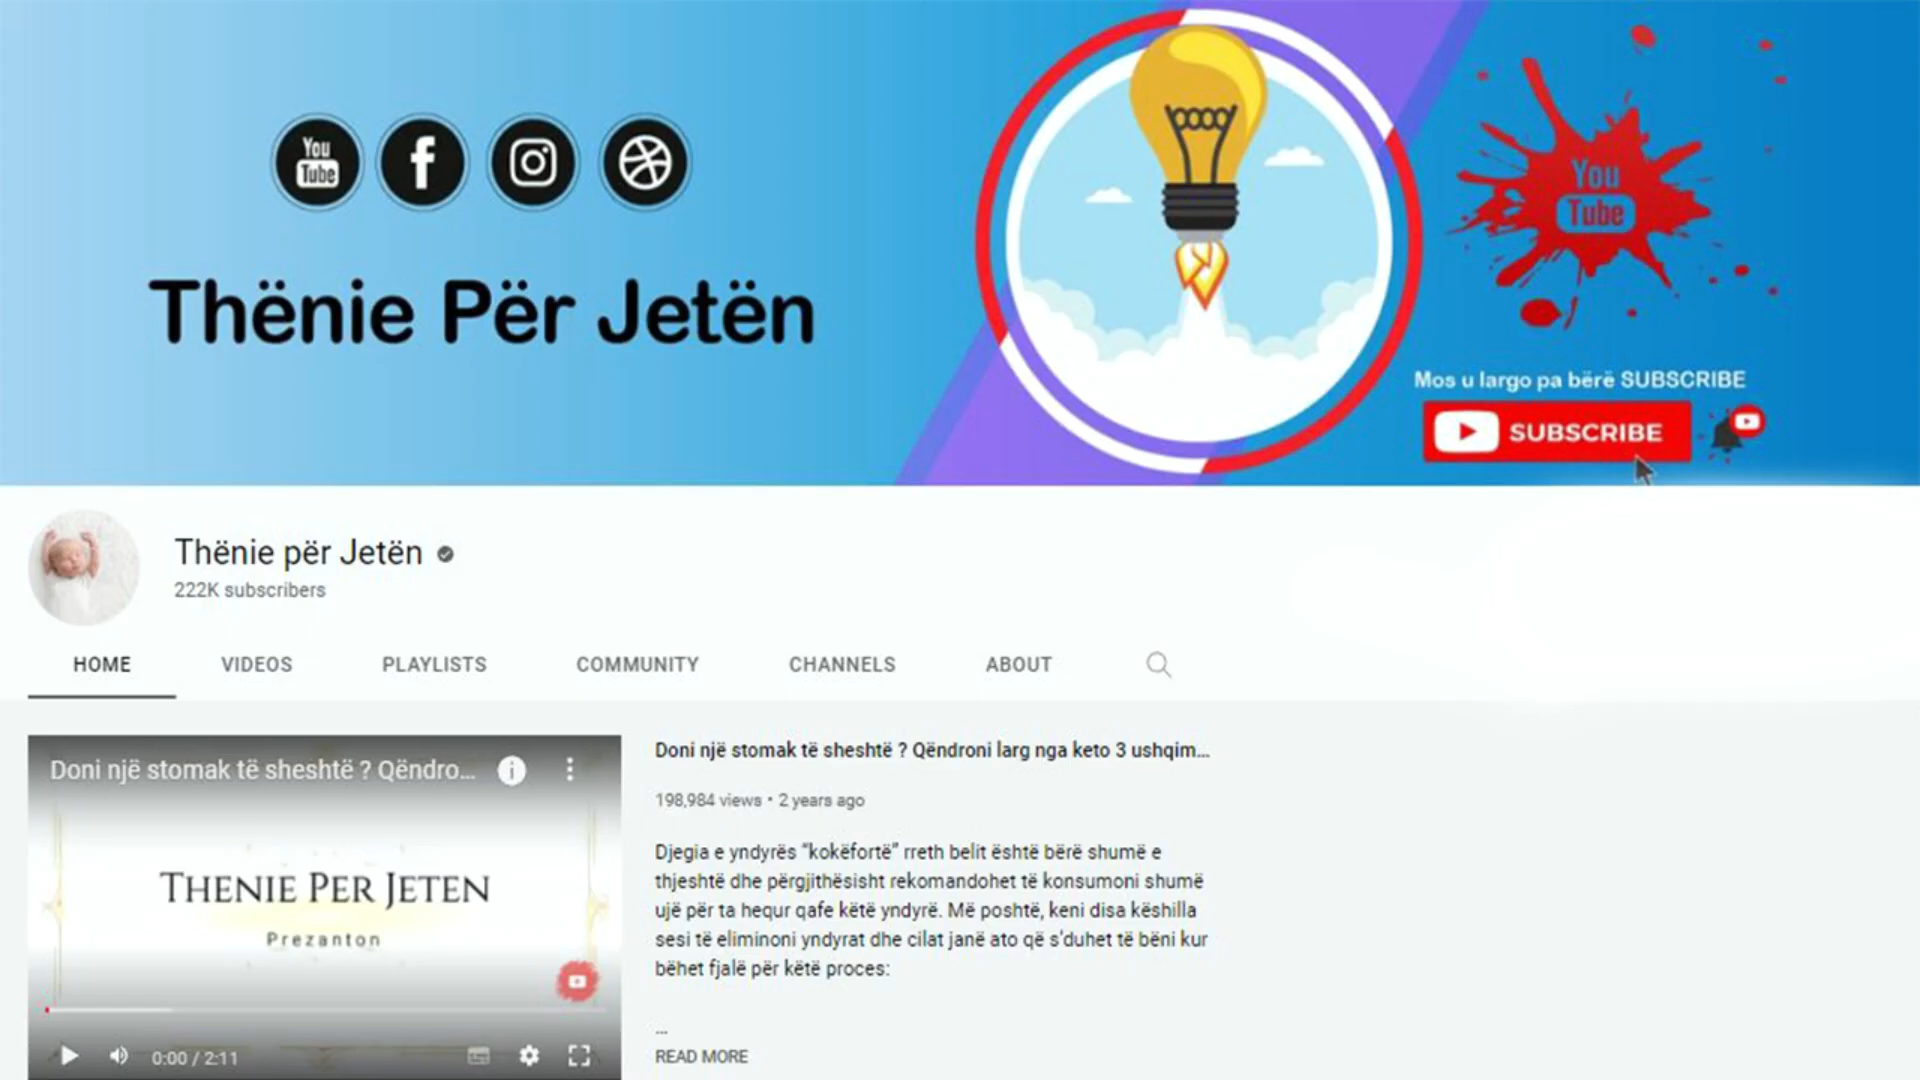 You
Tube
Thënie Për Jetën
You
Tube
Mos u largo pa bërë SUBSCRIBE
SUBSCRIBE
Thënie për Jetën
222K subscribers
HOME
VIDEOS
PLAYLISTS
COMMUNITY
CHANNELS
ABOUT
Doni një stomak të sheshtë ? Qëndro...
THENIE PER JETEN
Prezanton
0:00 / 2:11
Doni një stomak të sheshtë ? Qëndroni larg nga keto 3 ushqim...
198,984 views • 2 years ago
Djegia e yndyrës “kokëfortë” rreth belit është bërë shumë e
thjeshtë dhe përgjithësisht rekomandohet të konsumoni shumë
ujë për ta hequr qafe këtë yndyrë. Më poshtë, keni disa këshilla
sesi të eliminoni yndyrat dhe cilat janë ato që s'duhet të bëni kur
bëhet fjalë për këtë proces:
...
READ MORE